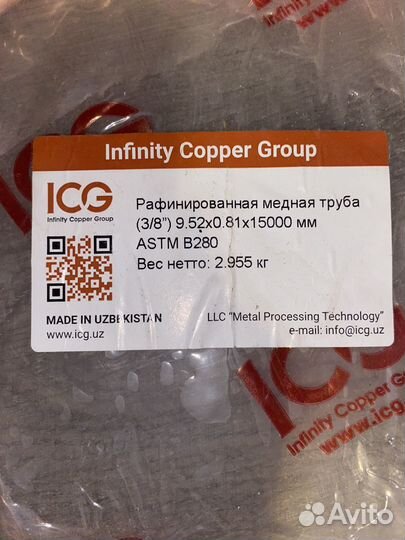 Infinity Copper Group
ICG
Infinity Copper Group
Рафинированная медная труба
(3/8") 9.52x0.81x15000 мм
ASTM B280
Вес нетто: 2.955 кг
MADE IN UZBEKISTAN
www.icg.uz
LLC "Metal Processing Technology"
e-mail: info@icg.uz
ICG
Infinity Copper
www.icg
Avito